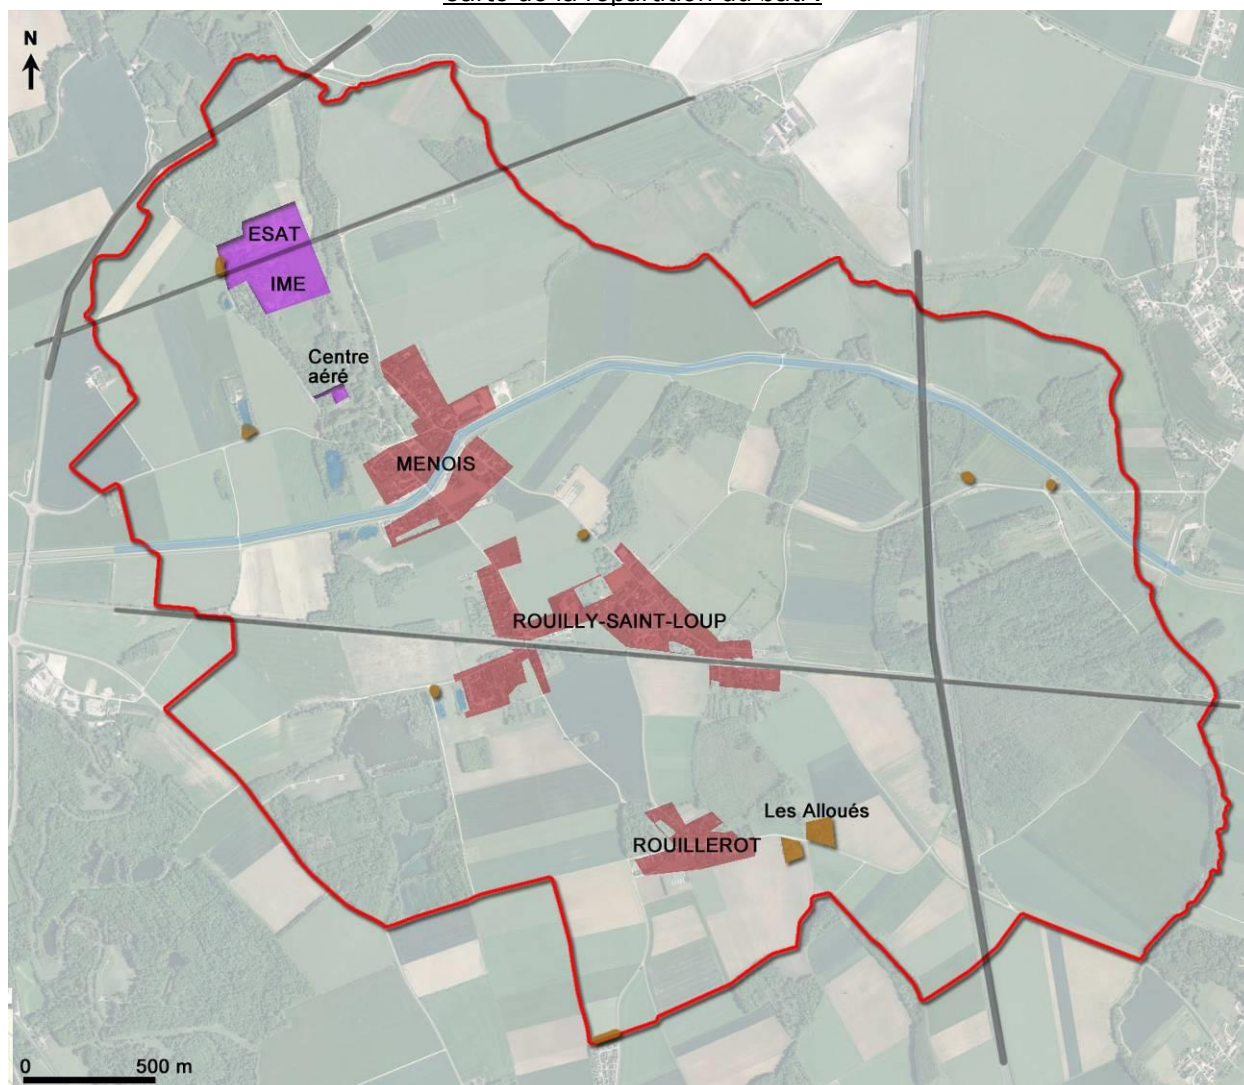 N
ESAT
IME
Centre
aéré
MENOIS
ROUILLY-SAINT-LOUP
Les Alloués
ROUILLEROT
0 500 m